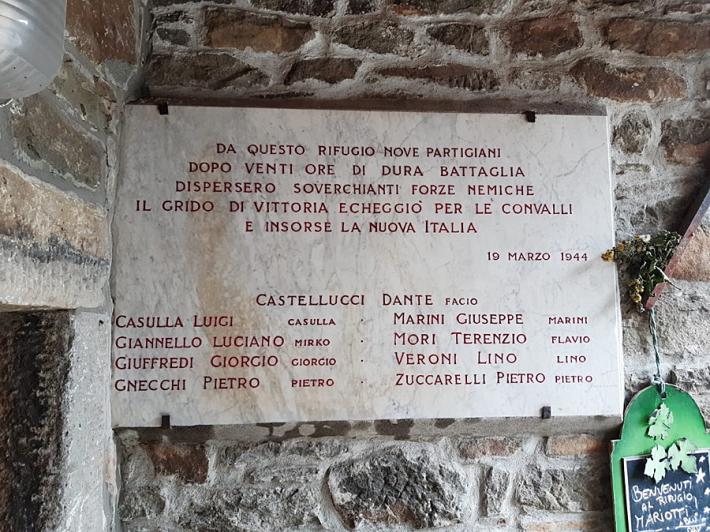 DA QUESTO RIFUGIO NOVE PARTIGIANI
DOPO VENTI ORE DI DURA BATTAGLIA
DISPERSERO SOVERCHIANTI FORZE NEMICHE
IL GRIDO DI VITTORIA ECHEGGIÒ PER LE CONVALLI
E INSORSE LA NUOVA ITALIA
19 MARZO 1944
CASTELLUCCI DANTE FACIO
CASULLA LUIGI CASULLA · MARINI GIUSEPPE MARINI
GIANNELLO LUCIANO MIRKO · MORI TERENZIO FLAVIO
GIUFFREDI GIORGIO GIORGIO · VERONI LINO LINO
GNECCHI PIETRO PIETRO · ZUCCARELLI PIETRO PIETRO
BENVENUTI
AL RIFUGIO
MARIOTTI